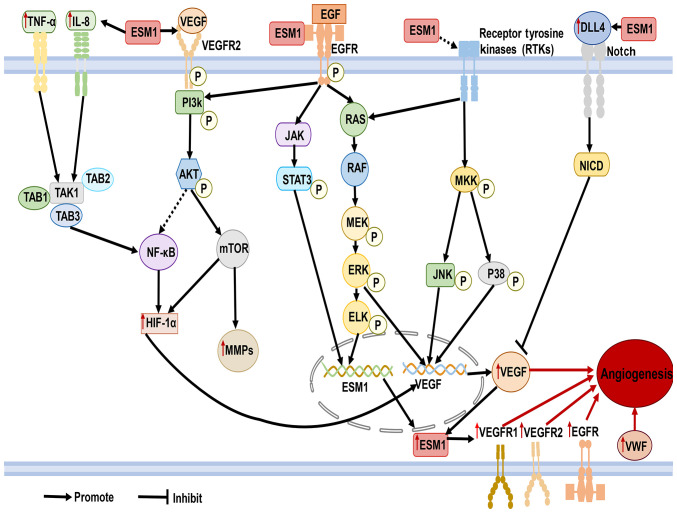 TNF-α
IL-8
ESM1
VEGF
VEGFR2
EGF
ESM1
EGFR
ESM1
Receptor tyrosine
kinases (RTKs)
DLL4
ESM1
Notch
P
P
PI3k
P
RAS
JAK
TAB2
TAB1
TAK1
TAB3
AKT
P
STAT3
P
RAF
MKK
P
NICD
MEK
P
NF-κB
mTOR
ERK
P
JNK
P
P38
P
HIF-1α
ELK
P
MMPs
ESM1
VEGF
VEGF
Angiogenesis
ESM1
VEGFR1
VEGFR2
EGFR
VWF
Promote
Inhibit